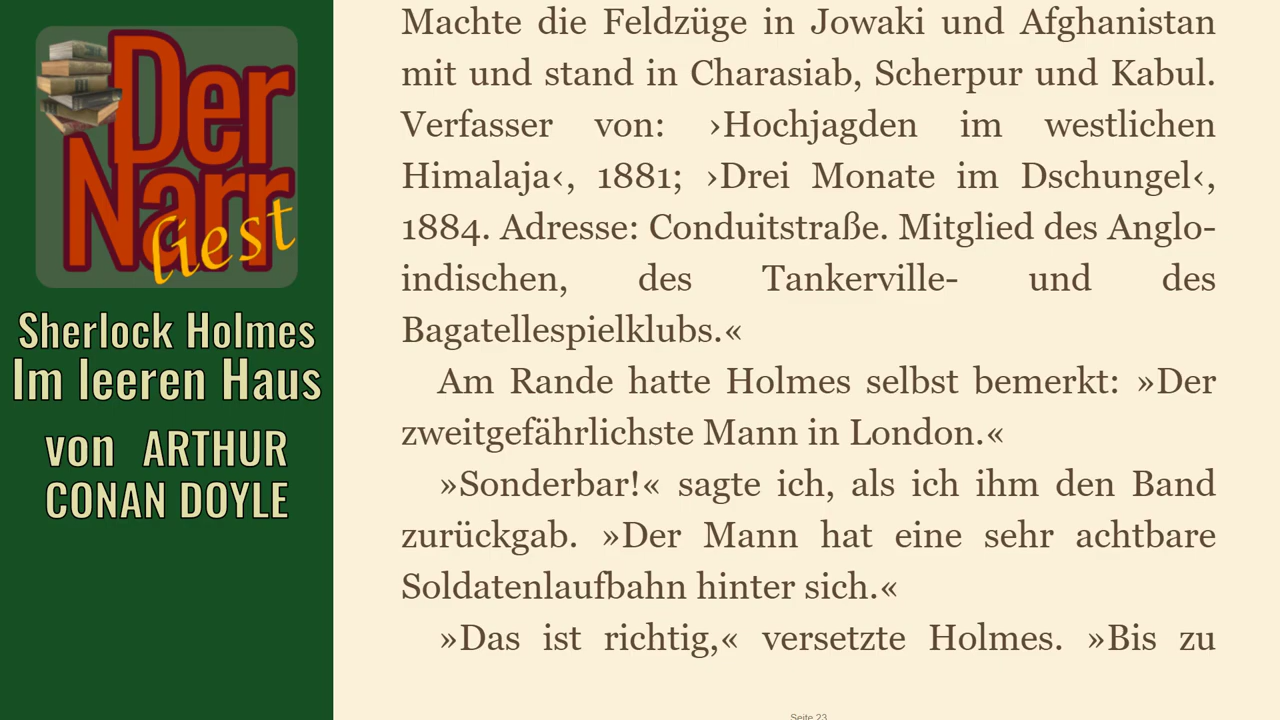 Der
Narr
liest
Sherlock Holmes
Im leeren Haus
von ARTHUR
CONAN DOYLE
Machte die Feldzüge in Jowaki und Afghanistan
mit und stand in Charasiab, Scherpur und Kabul.
Verfasser von: ›Hochjagden im westlichen
Himalaja‹, 1881; ›Drei Monate im Dschungel‹,
1884. Adresse: Conduitstraße. Mitglied des Anglo-
indischen, des Tankerville- und des
Bagatellespielklubs.«
Am Rande hatte Holmes selbst bemerkt: »Der
zweitgefährlichste Mann in London.«
»Sonderbar!« sagte ich, als ich ihm den Band
zurückgab. »Der Mann hat eine sehr achtbare
Soldatenlaufbahn hinter sich.«
»Das ist richtig,« versetzte Holmes. »Bis zu
Seite 23